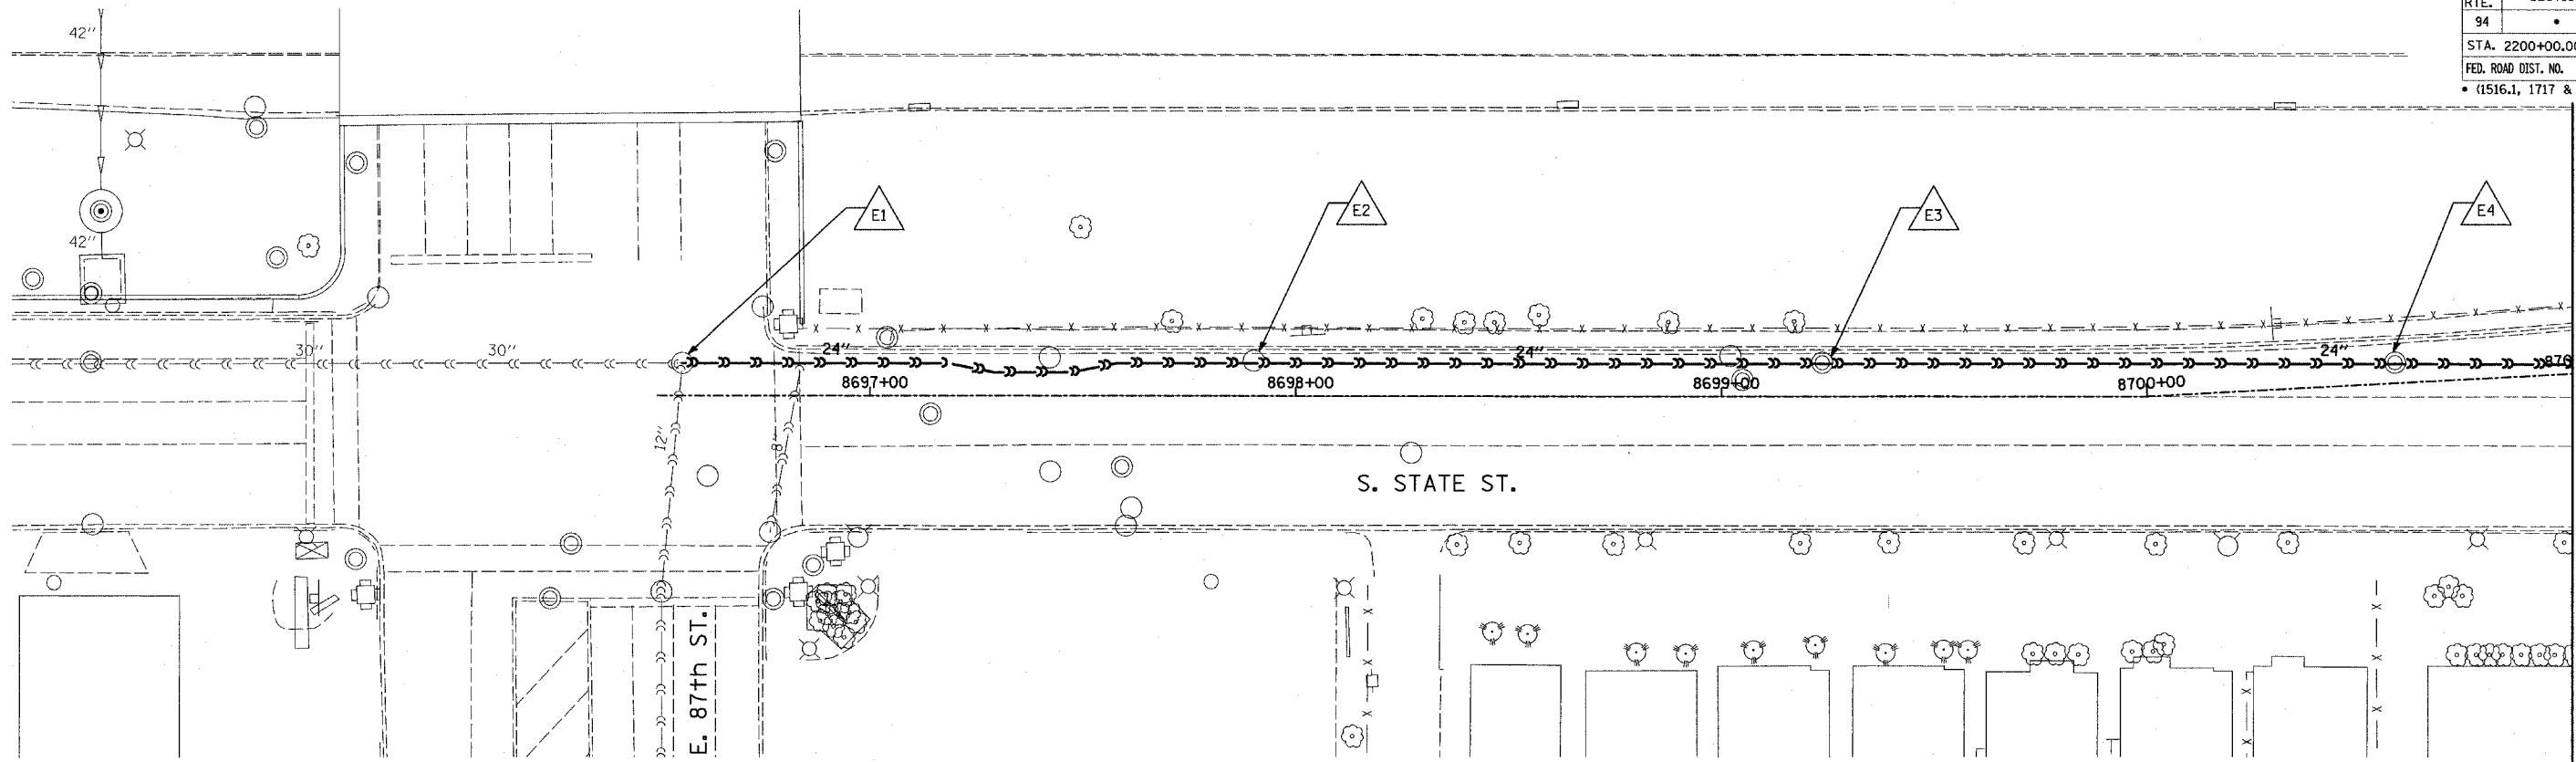 RTE.
94 •
STA. 2200+00.00
FED. ROAD DIST. NO.
• (1516.1, 1717 &
42"
42"
E1
E2
E3
E4
30"
30"
24"
24"
24"
870
8697+00
8698+00
8699+00
8700+00
12"
8"
S. STATE ST.
E. 87th ST.